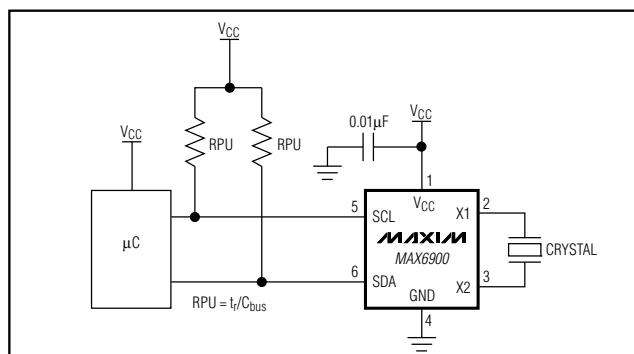 VCC
VCC
0.01µF
VCC
RPU
RPU
1
VCC
5
SCL
X1
2
µC
MAXIM
MAX6900
CRYSTAL
6
SDA
X2
3
GND
RPU = tr/Cbus
4